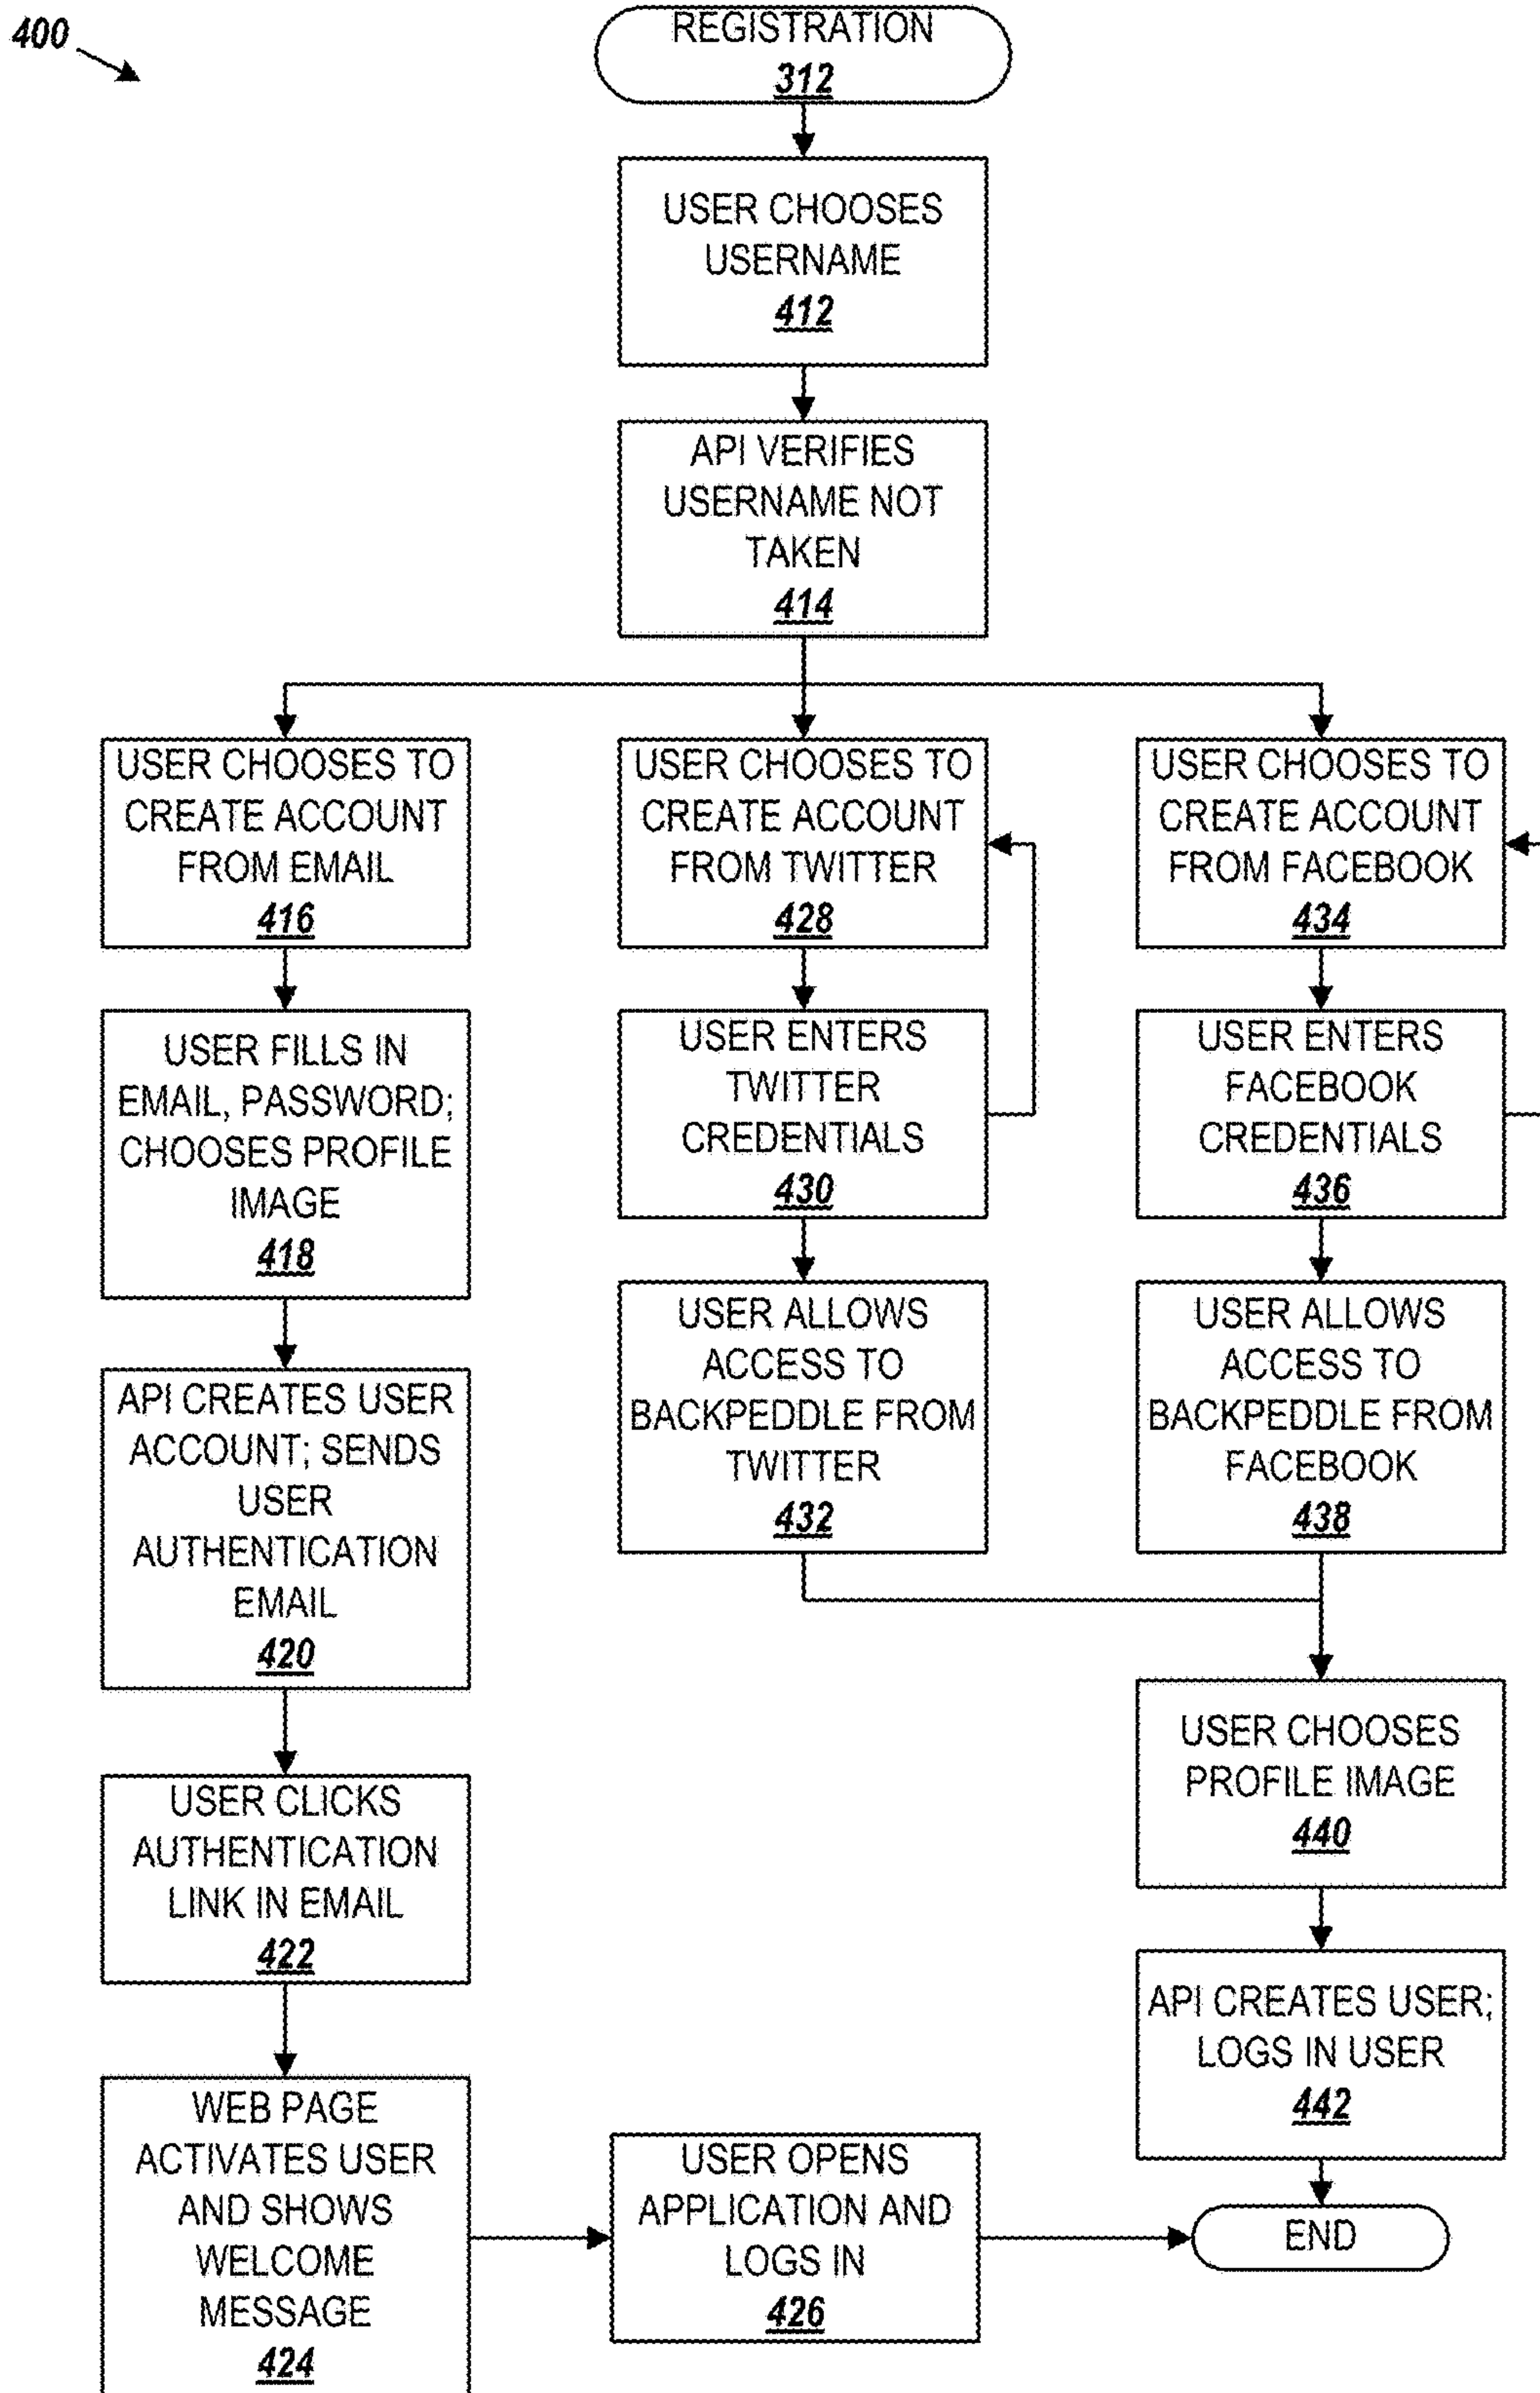 400
REGISTRATION
312
USER CHOOSES
USERNAME
412
API VERIFIES
USERNAME NOT
TAKEN
414
USER CHOOSES TO
CREATE ACCOUNT
FROM EMAIL
416
USER CHOOSES TO
CREATE ACCOUNT
FROM TWITTER
428
USER CHOOSES TO
CREATE ACCOUNT
FROM FACEBOOK
434
USER FILLS IN
EMAIL, PASSWORD;
CHOOSES PROFILE
IMAGE
418
USER ENTERS
TWITTER
CREDENTIALS
430
USER ENTERS
FACEBOOK
CREDENTIALS
436
API CREATES USER
ACCOUNT; SENDS
USER
AUTHENTICATION
EMAIL
420
USER ALLOWS
ACCESS TO
BACKPEDDLE FROM
TWITTER
432
USER ALLOWS
ACCESS TO
BACKPEDDLE FROM
FACEBOOK
438
USER CLICKS
AUTHENTICATION
LINK IN EMAIL
422
USER CHOOSES
PROFILE IMAGE
440
API CREATES USER;
LOGS IN USER
442
WEB PAGE
ACTIVATES USER
AND SHOWS
WELCOME
MESSAGE
424
USER OPENS
APPLICATION AND
LOGS IN
426
END